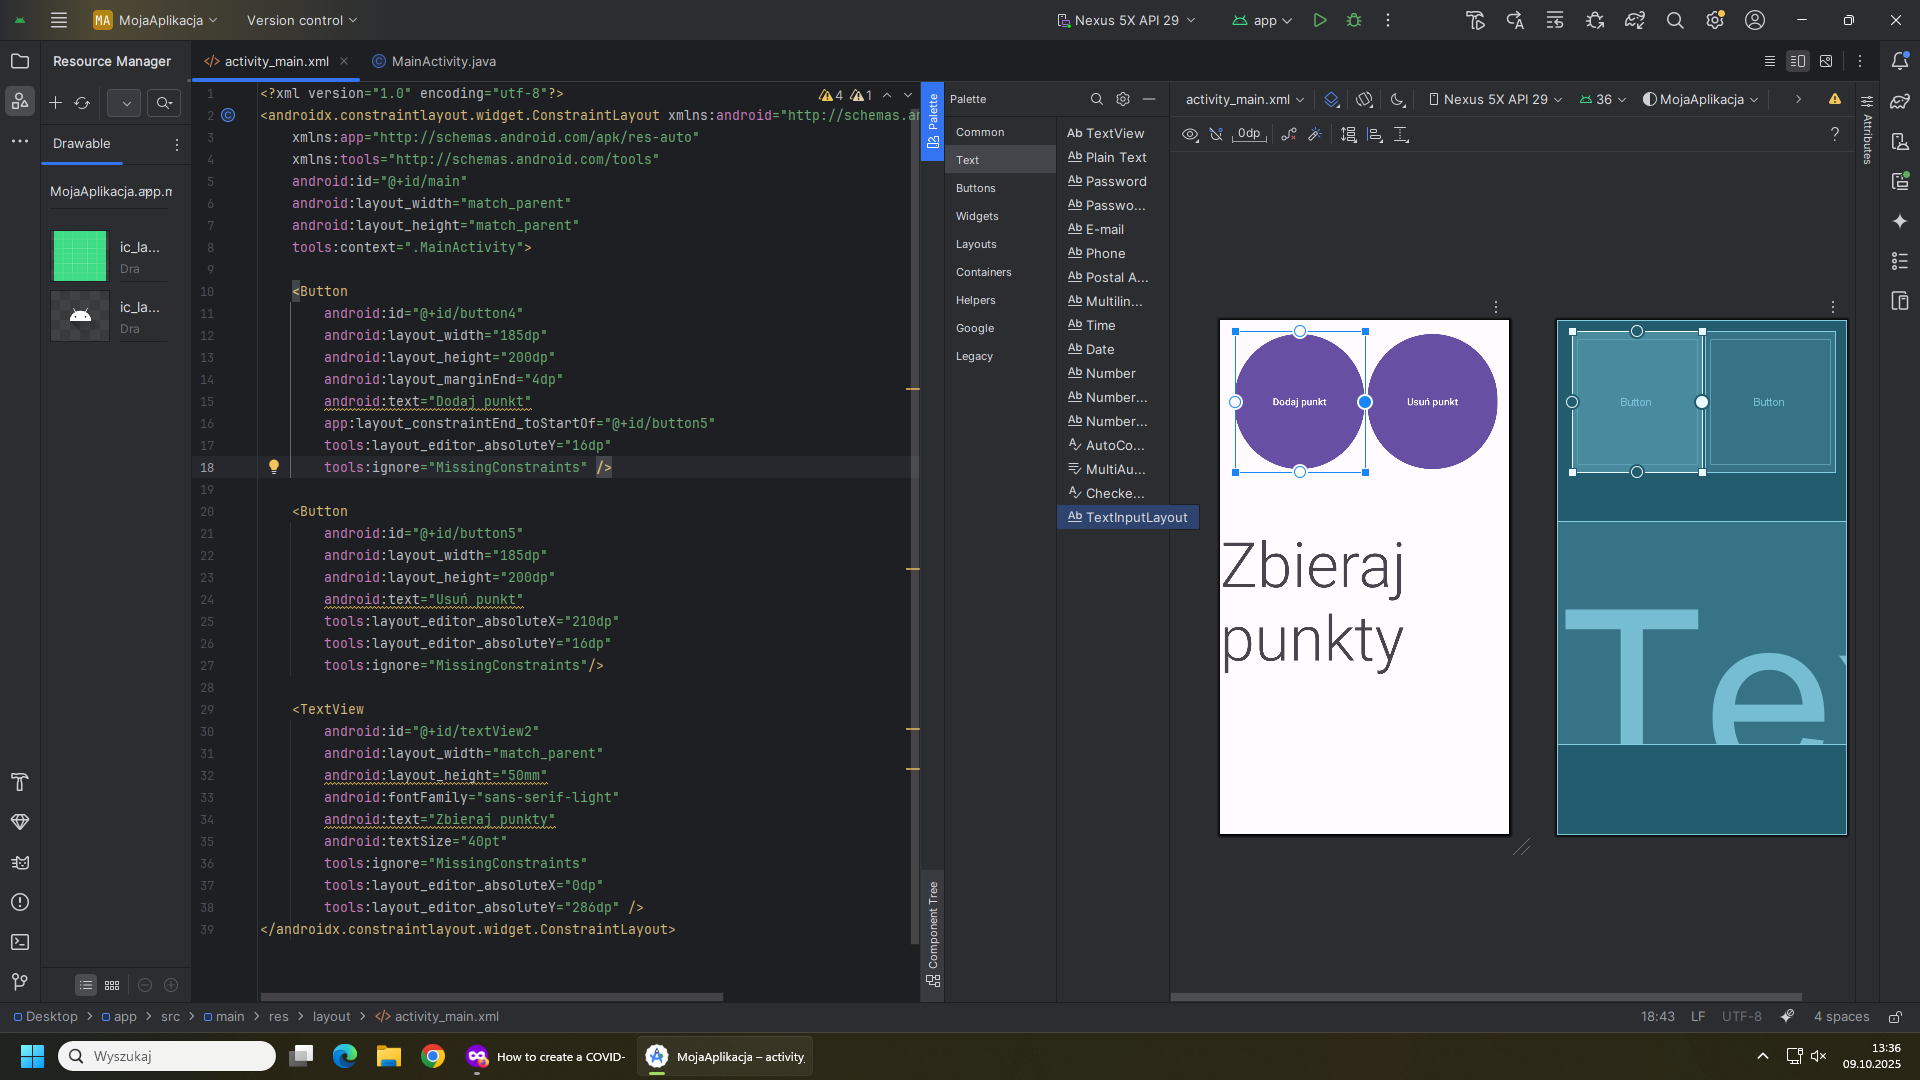 MA MojaAplikacja
Version control
Nexus 5X API 29
app
Resource Manager
activity_main.xml
MainActivity.java
Drawable
MojaAplikacja.app.m
ic_la...
Dra
ic_la...
Dra
1 <?xml version="1.0" encoding="utf-8"?>
2 <androidx.constraintlayout.widget.ConstraintLayout xmlns:android="http://schemas.an
3 xmlns:app="http://schemas.android.com/apk/res-auto"
4 xmlns:tools="http://schemas.android.com/tools"
5 android:id="@+id/main"
6 android:layout_width="match_parent"
7 android:layout_height="match_parent"
8 tools:context=".MainActivity">
9
10 <Button
11 android:id="@+id/button4"
12 android:layout_width="185dp"
13 android:layout_height="200dp"
14 android:layout_marginEnd="4dp"
15 android:text="Dodaj punkt"
16 app:layout_constraintEnd_toStartOf="@+id/button5"
17 tools:layout_editor_absoluteY="16dp"
18 tools:ignore="MissingConstraints" />
19
20 <Button
21 android:id="@+id/button5"
22 android:layout_width="185dp"
23 android:layout_height="200dp"
24 android:text="Usuń punkt"
25 tools:layout_editor_absoluteX="210dp"
26 tools:layout_editor_absoluteY="16dp"
27 tools:ignore="MissingConstraints"/>
28
29 <TextView
30 android:id="@+id/textView2"
31 android:layout_width="match_parent"
32 android:layout_height="50mm"
33 android:fontFamily="sans-serif-light"
34 android:text="Zbieraj punkty"
35 android:textSize="40pt"
36 tools:ignore="MissingConstraints"
37 tools:layout_editor_absoluteX="0dp"
38 tools:layout_editor_absoluteY="286dp" />
39 </androidx.constraintlayout.widget.ConstraintLayout>
4 1
Palette
Component Tree
Palette
Common
Text
Buttons
Widgets
Layouts
Containers
Helpers
Google
Legacy
Ab TextView
Ab Plain Text
Ab Password
Ab Passwo...
Ab E-mail
Ab Phone
Ab Postal A...
Ab Multilin...
Ab Time
Ab Date
Ab Number
Ab Number...
Ab Number...
AutoCo...
MultiAu...
Checke...
Ab TextInputLayout
activity_main.xml
Nexus 5X API 29
36
MojaAplikacja
0dp
?
Attributes
Dodaj punkt
Usuń punkt
Zbieraj
punkty
Button
Button
Te
Desktop > app > src > main > res > layout > activity_main.xml
18:43 LF UTF-8 4 spaces
Wyszukaj
How to create a COVID-
MojaAplikacja – activity_
13:36
09.10.2025